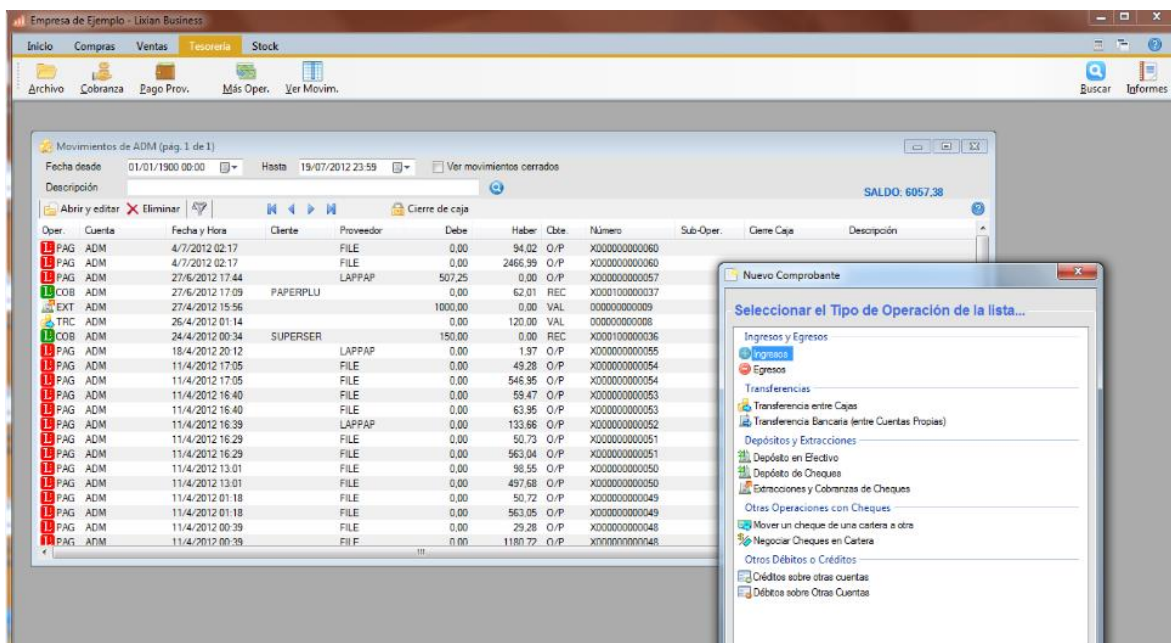 Empresa de Ejemplo - Lixian Business
Inicio Compras Ventas Tesorería Stock
Archivo Cobranza Pago Prov. Más Oper. Ver Movim. Buscar Informes
Movimientos de ADM (pág. 1 de 1)
Fecha desde 01/01/1900 00:00 Hasta 19/07/2012 23:59 Ver movimientos cerrados
Descripción
SALDO: 6057,38
Abrir y editar Eliminar Cierre de caja
Oper. Cuenta Fecha y Hora Cliente Proveedor Debe Haber Cbte. Número Sub-Oper. Cierre Caja Descripción
L PAG ADM 4/7/2012 02:17 FILE 0,00 94,02 O/P X000000000060
L PAG ADM 4/7/2012 02:17 FILE 0,00 2466,99 O/P X000000000060
L PAG ADM 27/6/2012 17:44 LAPPAP 507,25 0,00 O/P X000000000057
L COB ADM 27/6/2012 17:09 PAPERPLU 0,00 62,01 REC X000100000037
EXT ADM 27/4/2012 15:56 1000,00 0,00 VAL 000000000009
TRC ADM 26/4/2012 01:14 0,00 120,00 VAL 000000000008
L COB ADM 24/4/2012 00:34 SUPERSER 150,00 0,00 REC X000100000036
L PAG ADM 18/4/2012 20:12 LAPPAP 0,00 1,97 O/P X000000000055
L PAG ADM 11/4/2012 17:05 FILE 0,00 49,28 O/P X000000000054
L PAG ADM 11/4/2012 17:05 FILE 0,00 546,95 O/P X000000000054
L PAG ADM 11/4/2012 16:40 FILE 0,00 59,47 O/P X000000000053
L PAG ADM 11/4/2012 16:40 FILE 0,00 63,95 O/P X000000000053
L PAG ADM 11/4/2012 16:39 LAPPAP 0,00 133,66 O/P X000000000052
L PAG ADM 11/4/2012 16:29 FILE 0,00 50,73 O/P X000000000051
L PAG ADM 11/4/2012 16:29 FILE 0,00 563,04 O/P X000000000051
L PAG ADM 11/4/2012 13:01 FILE 0,00 98,55 O/P X000000000050
L PAG ADM 11/4/2012 13:01 FILE 0,00 497,68 O/P X000000000050
L PAG ADM 11/4/2012 01:18 FILE 0,00 50,72 O/P X000000000049
L PAG ADM 11/4/2012 01:18 FILE 0,00 563,05 O/P X000000000049
L PAG ADM 11/4/2012 00:39 FILE 0,00 29,28 O/P X000000000048
L PAG ADM 11/4/2012 00:39 FILE 0,00 1180,72 O/P X000000000048
Nuevo Comprobante
Seleccionar el Tipo de Operación de la lista...
Ingresos y Egresos
Ingresos
Egresos
Transferencias
Transferencia entre Cajas
Transferencia Bancaria (entre Cuentas Propias)
Depósitos y Extracciones
Depósito en Efectivo
Depósito de Cheques
Extracciones y Cobranzas de Cheques
Otras Operaciones con Cheques
Mover un cheque de una cartera a otra
Negociar Cheques en Cartera
Otros Débitos o Créditos
Créditos sobre otras cuentas
Débitos sobre Otras Cuentas